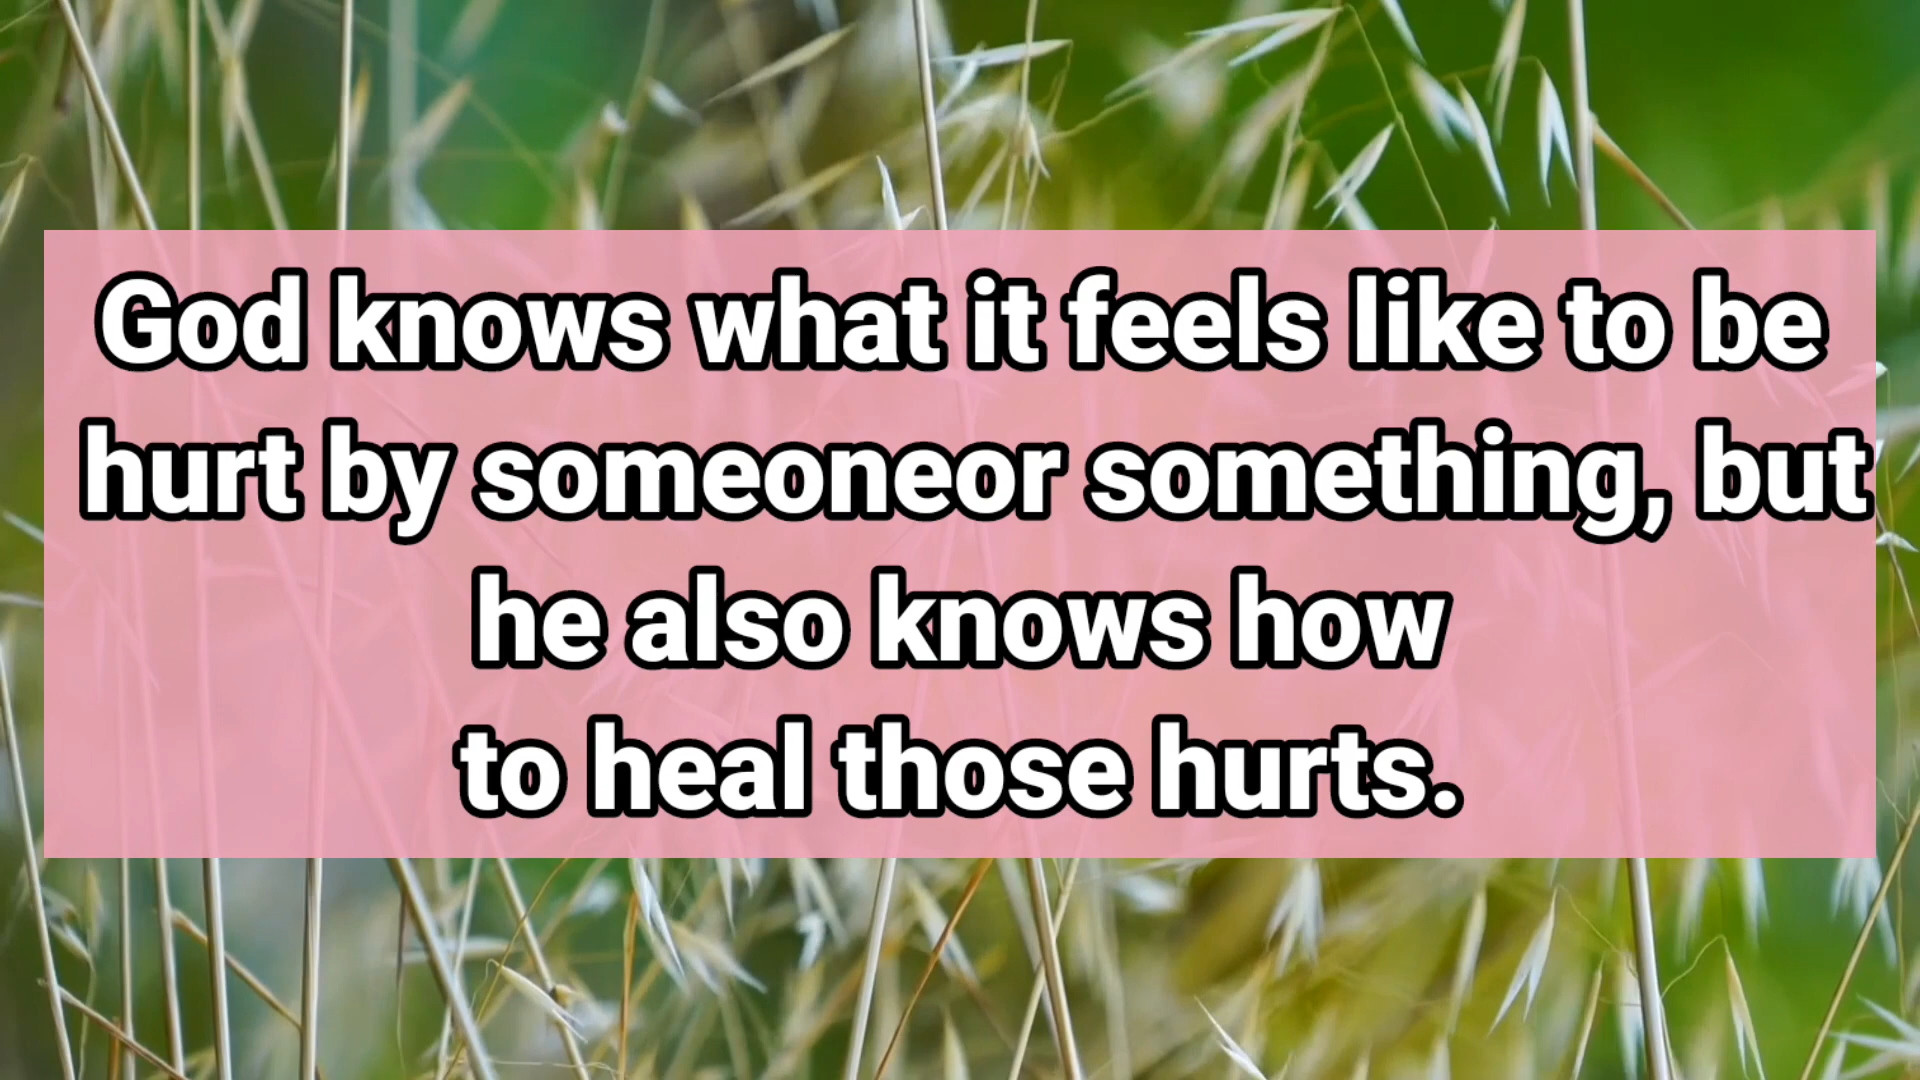 God knows what it feels like to be
hurt by someoneor something, but
he also knows how
to heal those hurts.